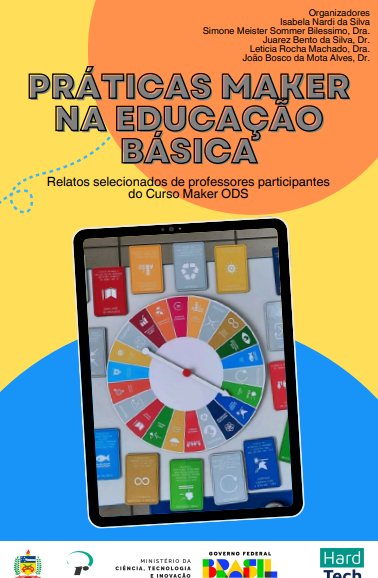 Organizadores
Isabela Nardi da Silva
Simone Meister Sommer Bilessimo, Dra.
Juarez Bento da Silva, Dr.
Leticia Rocha Machado, Dra.
João Bosco da Mota Alves, Dr.
PRÁTICAS MAKER
NA EDUCAÇÃO
BÁSICA
Relatos selecionados de professores participantes
do Curso Maker ODS
MINISTÉRIO DA
CIÊNCIA, TECNOLOGIA
E INOVAÇÃO
GOVERNO FEDERAL
BRASIL
Hard
Tech